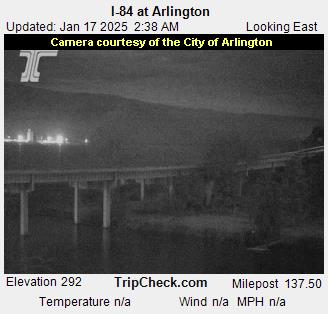 I-84 at Arlington
Updated: Jan 17 2025 2:38 AM Looking East
Camera courtesy of the City of Arlington
Elevation 292 TripCheck.com Milepost 137.50
Temperature n/a Wind n/a MPH n/a